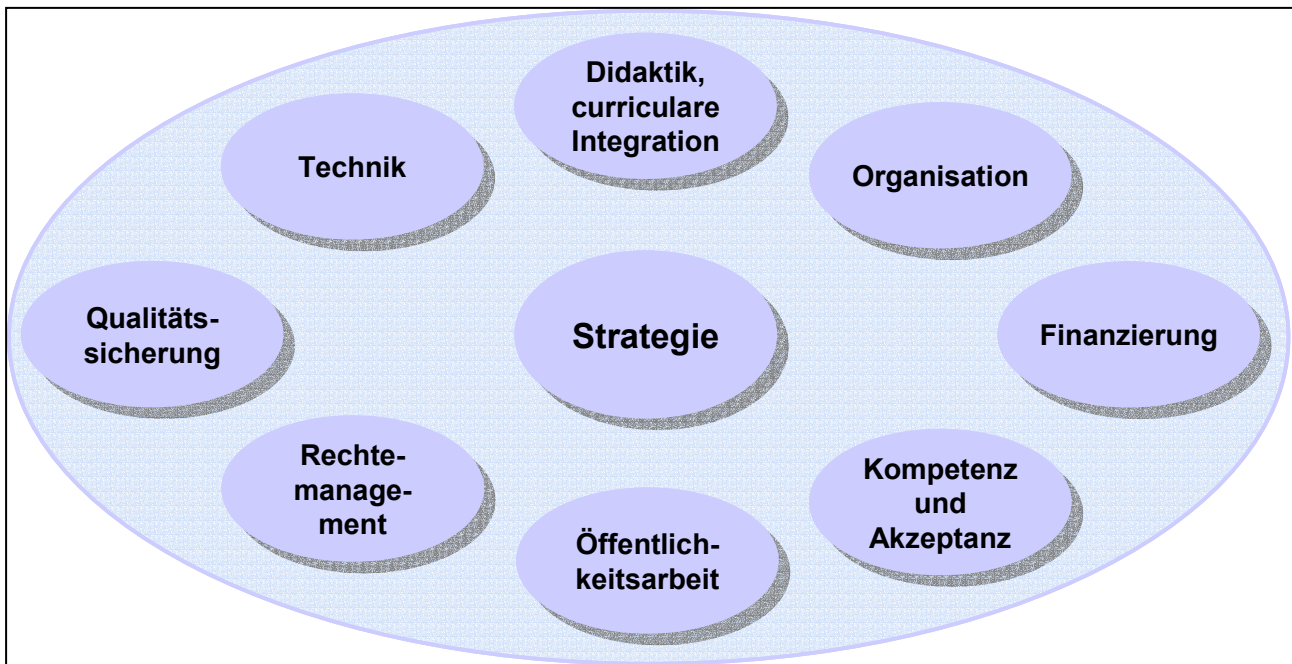 Didaktik,
curriculare
Integration
Technik
Organisation
Qualitäts-
sicherung
Strategie
Finanzierung
Rechte-
manage-
ment
Kompetenz
und
Akzeptanz
Öffentlich-
keitsarbeit